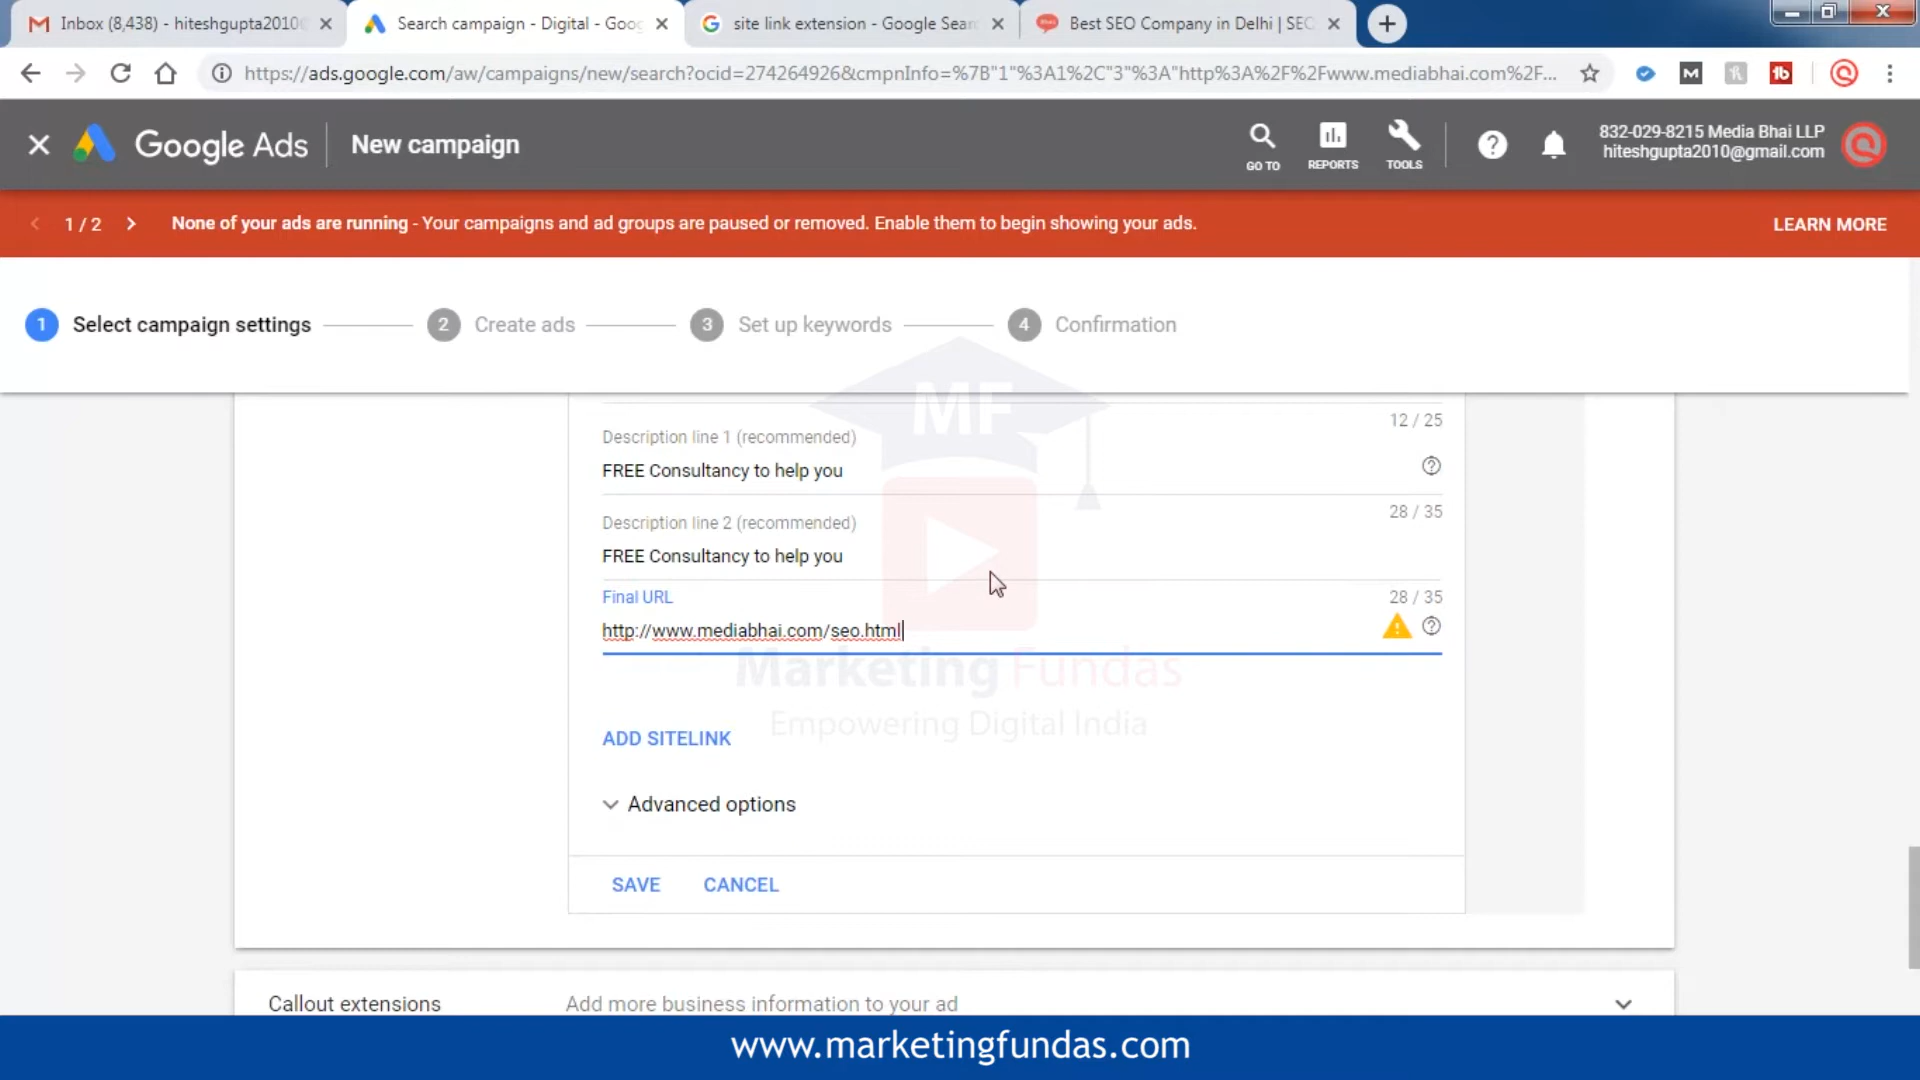 Inbox (8,438) - hiteshgupta2010@
Search campaign - Digital - Goog
site link extension - Google Sear
Best SEO Company in Delhi | SEO
https://ads.google.com/aw/campaigns/new/search?ocid=274264926&cmpnInfo=%7B"1"%3A1%2C"3"%3A"http%3A%2F%2Fwww.mediabhai.com%2F...
Google Ads
New campaign
GO TO
REPORTS
TOOLS
832-029-8215 Media Bhai LLP
hiteshgupta2010@gmail.com
1 / 2
None of your ads are running - Your campaigns and ad groups are paused or removed. Enable them to begin showing your ads.
LEARN MORE
1 Select campaign settings
2 Create ads
3 Set up keywords
4 Confirmation
MF
12 / 25
Description line 1 (recommended)
FREE Consultancy to help you
28 / 35
Description line 2 (recommended)
FREE Consultancy to help you
28 / 35
Final URL
http://www.mediabhai.com/seo.html
Marketing Fundas
Empowering Digital India
ADD SITELINK
Advanced options
SAVE
CANCEL
Callout extensions
Add more business information to your ad
www.marketingfundas.com